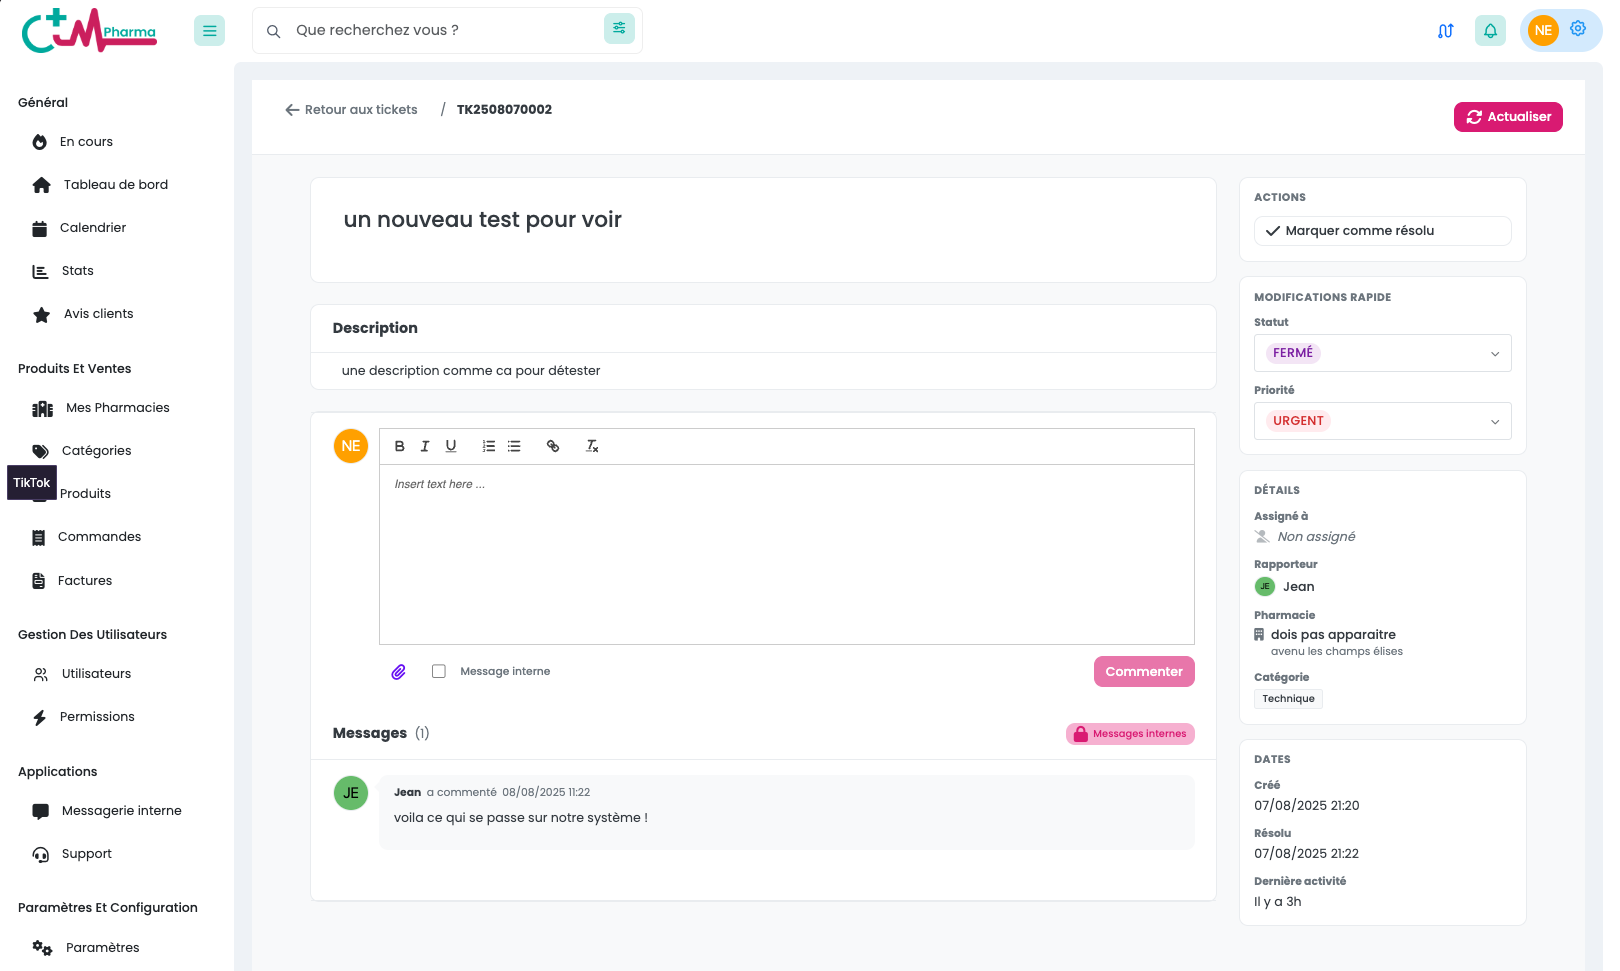 Pharma
Que recherchez vous ?
NE
Général
En cours
Tableau de bord
Calendrier
Stats
Avis clients
Produits Et Ventes
Mes Pharmacies
Catégories
TikTok
Produits
Commandes
Factures
Gestion Des Utilisateurs
Utilisateurs
Permissions
Applications
Messagerie interne
Support
Paramètres Et Configuration
Paramètres
Retour aux tickets / TK2508070002
Actualiser
un nouveau test pour voir
Description
une description comme ca pour détester
NE
B I U
Insert text here ...
Message interne
Commenter
Messages (1)
Messages internes
JE
Jean a commenté 08/08/2025 11:22
voila ce qui se passe sur notre système !
ACTIONS
Marquer comme résolu
MODIFICATIONS RAPIDE
Statut
FERMÉ
Priorité
URGENT
DÉTAILS
Assigné à
Non assigné
Rapporteur
JE Jean
Pharmacie
dois pas apparaitre
avenu les champs élises
Catégorie
Technique
DATES
Créé
07/08/2025 21:20
Résolu
07/08/2025 21:22
Dernière activité
Il y a 3h